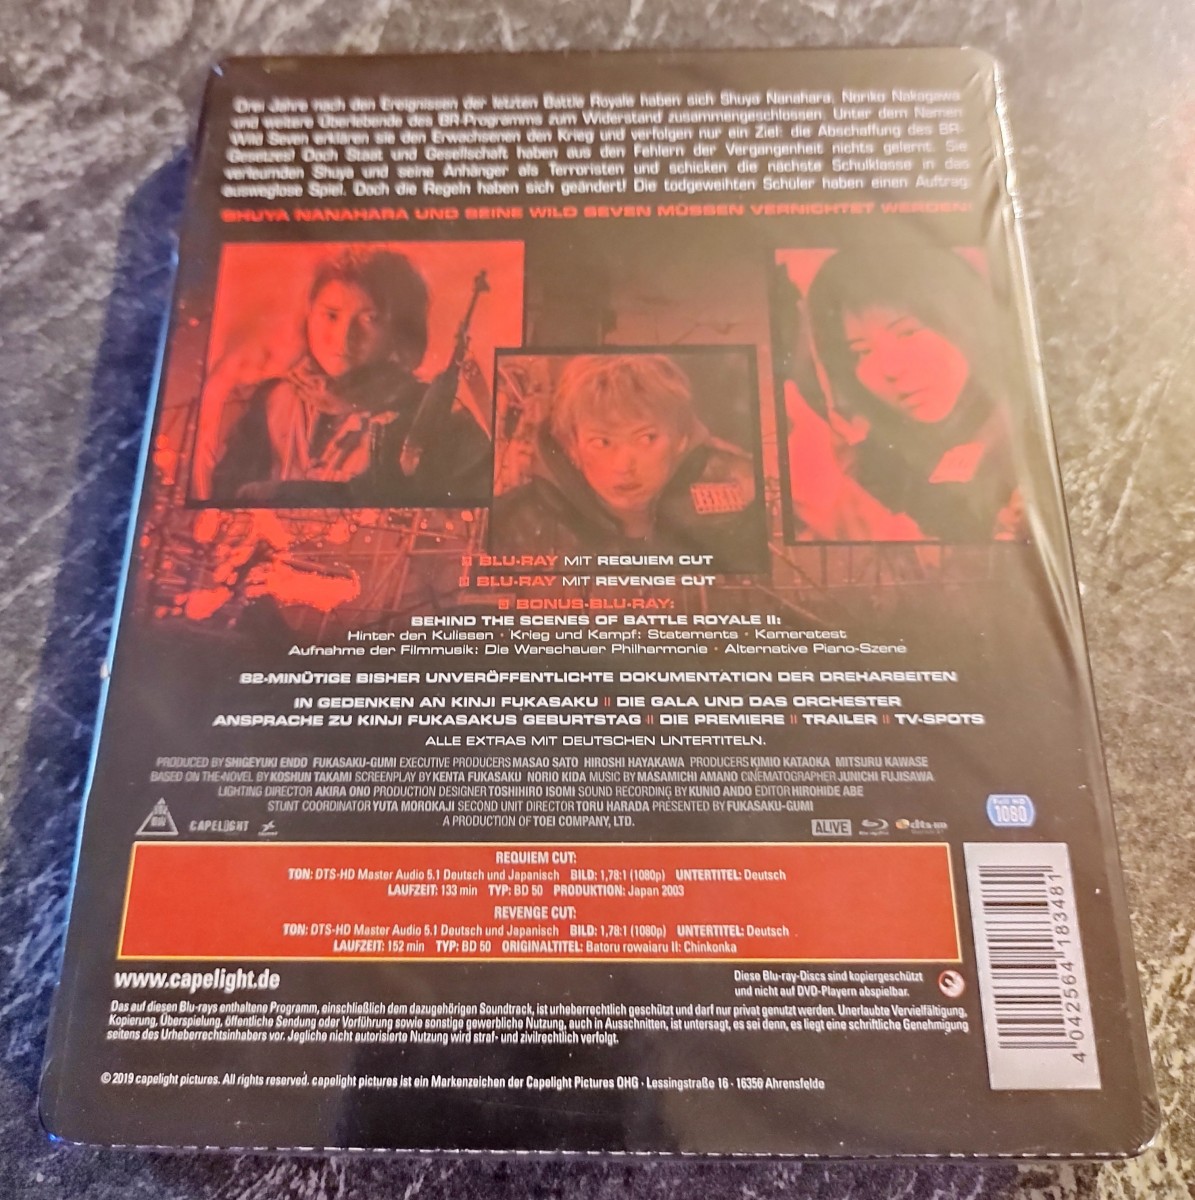 Drei Jahre nach den Ereignissen der letzten Battle Royale haben sich Shuya Nanahara, Noriko Nakagawa
und weitere Überlebende des BR-Programms zum Widerstand zusammengeschlossen. Unter dem Namen
Wild Seven erklären sie den Erwachsenen den Krieg und verfolgen nur ein Ziel: die Abschaffung des BR-
Gesetzes! Doch Staat und Gesellschaft haben aus den Fehlern der Vergangenheit nichts gelernt. Sie
verleumden Shuya und seine Anhänger als Terroristen und schicken die nächste Schulklasse in das
ausweglose Spiel. Doch die Regeln haben sich geändert! Die todgeweihten Schüler haben einen Auftrag:
SHUYA NANAHARA UND SEINE WILD SEVEN MÜSSEN VERNICHTET WERDEN!
BLU-RAY MIT REQUIEM CUT
BLU-RAY MIT REVENGE CUT
BONUS-BLU-RAY:
BEHIND THE SCENES OF BATTLE ROYALE II:
Hinter den Kulissen · Krieg und Kampf: Statements · Kameratest
Aufnahme der Filmmusik: Die Warschauer Philharmonie · Alternative Piano-Szene
82-MINÜTIGE BISHER UNVERÖFFENTLICHTE DOKUMENTATION DER DREHARBEITEN
IN GEDENKEN AN KINJI FUKASAKU || DIE GALA UND DAS ORCHESTER
ANSPRACHE ZU KINJI FUKASAKUS GEBURTSTAG || DIE PREMIERE || TRAILER || TV-SPOTS
ALLE EXTRAS MIT DEUTSCHEN UNTERTITELN.
PRODUCED BY SHIGEYUKI ENDO FUKASAKU-GUMI EXECUTIVE PRODUCERS MASAO SATO HIROSHI HAYAKAWA PRODUCERS KIMIO KATAOKA MITSURU KAWASE
BASED ON THE NOVEL BY KOSHUN TAKAMI SCREENPLAY BY KENTA FUKASAKU NORIO KIDA MUSIC BY MASAMICHI AMANO CINEMATOGRAPHER JUNICHI FUJISAWA
LIGHTING DIRECTOR AKIRA ONO PRODUCTION DESIGNER TOSHIHIRO ISOMI SOUND RECORDING BY KUNIO ANDO EDITOR HIROHIDE ABE
STUNT COORDINATOR YUTA MOROKAJI SECOND UNIT DIRECTOR TORU HARADA PRESENTED BY FUKASAKU-GUMI
A PRODUCTION OF TOEI COMPANY, LTD.
CAPELIGHT
ALIVE
dts-HD
Full HD
1080
REQUIEM CUT:
TON: DTS-HD Master Audio 5.1 Deutsch und Japanisch BILD: 1,78:1 (1080p) UNTERTITEL: Deutsch
LAUFZEIT: 133 min TYP: BD 50 PRODUKTION: Japan 2003
REVENGE CUT:
TON: DTS-HD Master Audio 5.1 Deutsch und Japanisch BILD: 1,78:1 (1080p) UNTERTITEL: Deutsch
LAUFZEIT: 152 min TYP: BD 50 ORIGINALTITEL: Batoru rowaiaru II: Chinkonka
www.capelight.de
Diese Blu-ray-Discs sind kopiergeschützt
und nicht auf DVD-Playern abspielbar.
Das auf diesen Blu-rays enthaltene Programm, einschließlich dem dazugehörigen Soundtrack, ist urheberrechtlich geschützt und darf nur privat genutzt werden. Unerlaubte Vervielfältigung,
Kopierung, Überspielung, öffentliche Sendung oder Vorführung sowie sonstige gewerbliche Nutzung, auch in Ausschnitten, ist untersagt, es sei denn, es liegt eine schriftliche Genehmigung
seitens des Urheberrechtsinhabers vor. Jegliche nicht autorisierte Nutzung wird straf- und zivilrechtlich verfolgt.
© 2019 capelight pictures. All rights reserved. capelight pictures ist ein Markenzeichen der Capelight Pictures OHG · Lessingstraße 16 · 16356 Ahrensfelde
4 042564 183481